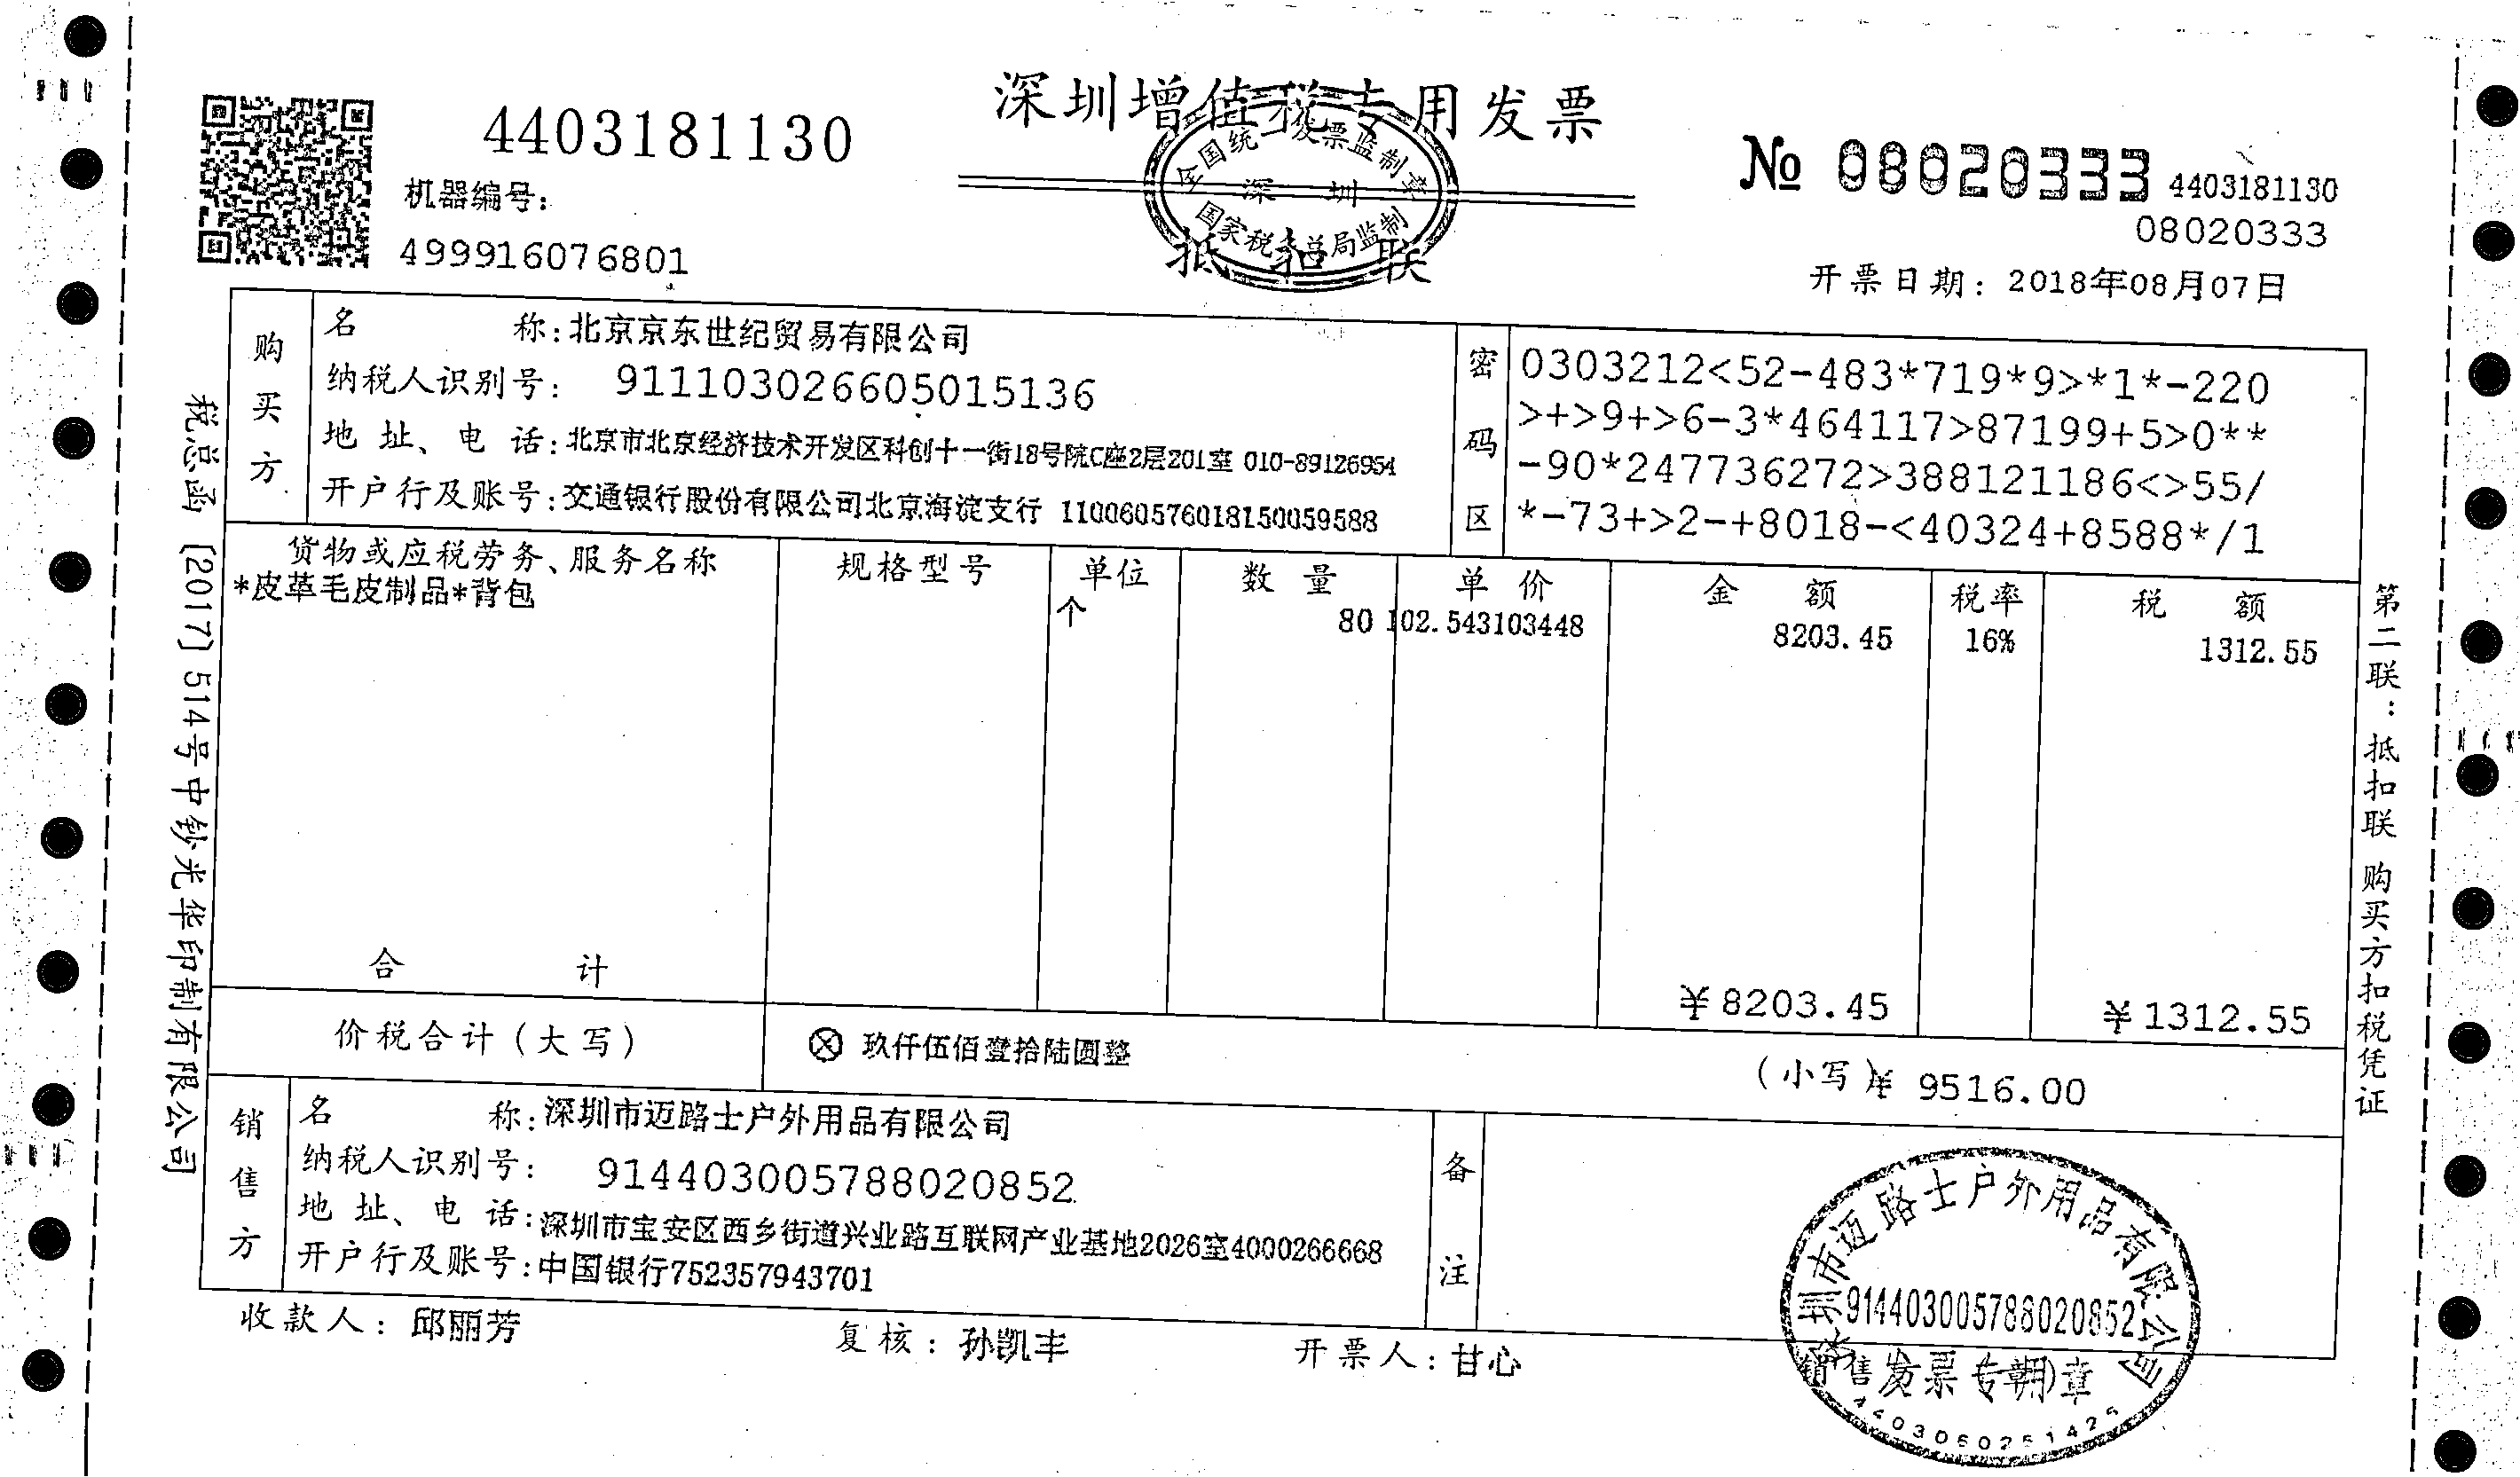 深圳增值税专用发票
4403181130
机器编号:
499916076801
全国统一发票监制章
深圳
国家税务总局监制
抵扣联
№ 08020333 4403181130
08020333
开票日期: 2018年08月07日
购买方
名称:北京京东世纪贸易有限公司
纳税人识别号: 911103026605015136
地址、电话:北京市北京经济技术开发区科创十一街18号院C座2层201室 010-89126954
开户行及账号:交通银行股份有限公司北京海淀支行 110060576018150059588
密码区
0303212<52-483*719*9>*1*-220
>+>9+>6-3*464117>87199+5>0**
-90*247736272>388121186<>55/
*-73+>2-+8018-<40324+8588*/1
货物或应税劳务、服务名称 规格型号 单位 数量 单价 金额 税率 税额
*皮革毛皮制品*背包 个 80 102.543103448 8203.45 16% 1312.55
合计 ¥8203.45 ¥1312.55
价税合计(大写) ⊗ 玖仟伍佰壹拾陆圆整 (小写)¥ 9516.00
销售方
名称:深圳市迈路士户外用品有限公司
纳税人识别号: 914403005788020852
地址、电话:深圳市宝安区西乡街道兴业路互联网产业基地2026室4000266668
开户行及账号:中国银行752357943701
备注
收款人: 邱丽芳 复核: 孙凯丰 开票人: 甘心
深圳市迈路士户外用品有限公司
914403005788020852
发票专用章
税总函〔2017〕514号中钞光华印制有限公司
第二联:抵扣联 购买方扣税凭证